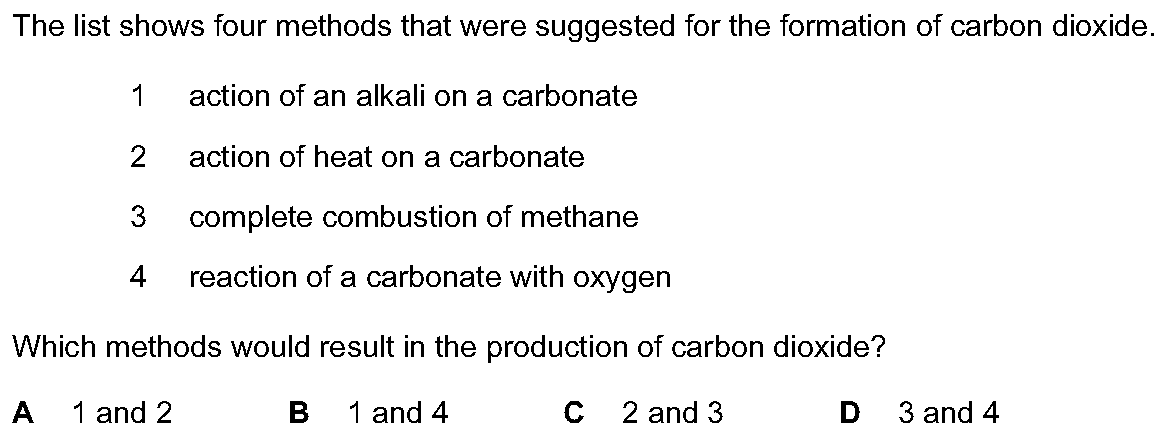 The list shows four methods that were suggested for the formation of carbon dioxide.
1 action of an alkali on a carbonate
2 action of heat on a carbonate
3 complete combustion of methane
4 reaction of a carbonate with oxygen
Which methods would result in the production of carbon dioxide?
A 1 and 2 B 1 and 4 C 2 and 3 D 3 and 4